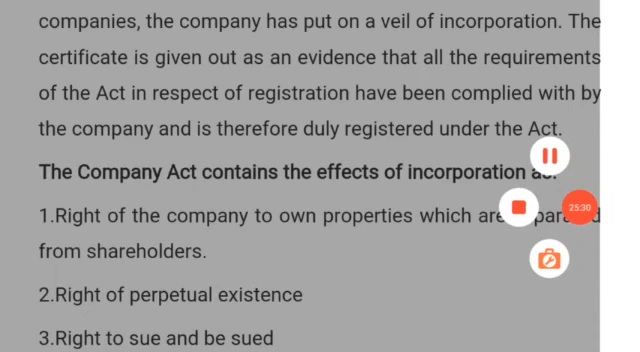 companies, the company has put on a veil of incorporation. The
certificate is given out as an evidence that all the requirements
of the Act in respect of registration have been complied with by
the company and is therefore duly registered under the Act.
The Company Act contains the effects of incorporation as:
1.Right of the company to own properties which are
from shareholders.
2.Right of perpetual existence
3.Right to sue and be sued
25:30